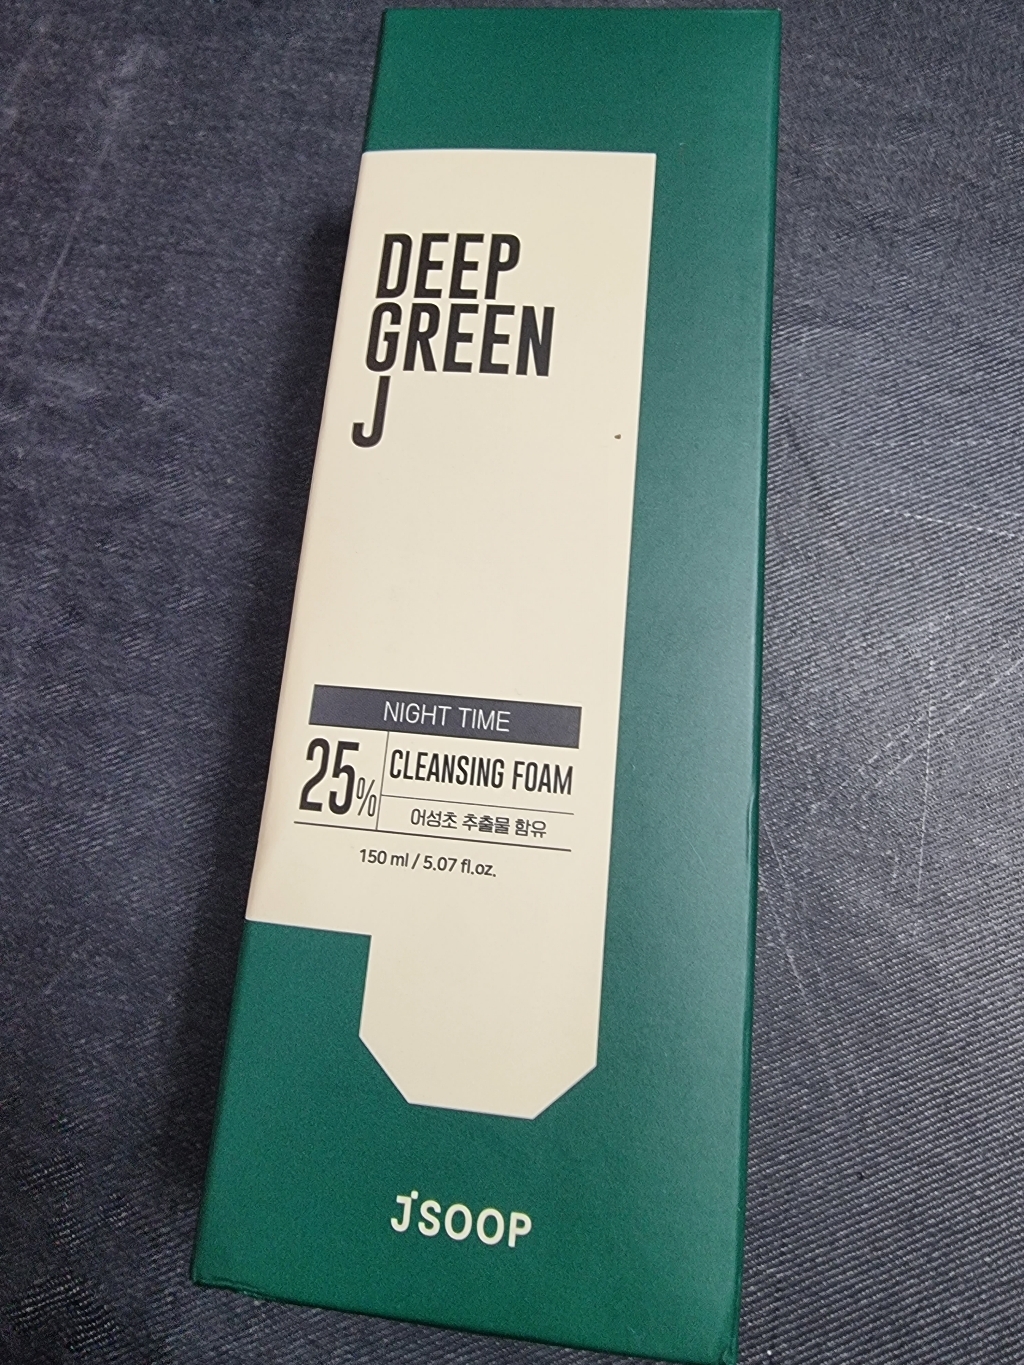 DEEP
GREEN
J
NIGHT TIME
25%
CLEANSING FOAM
어성초 추출물 함유
150 ml / 5.07 fl.oz.
J'SOOP